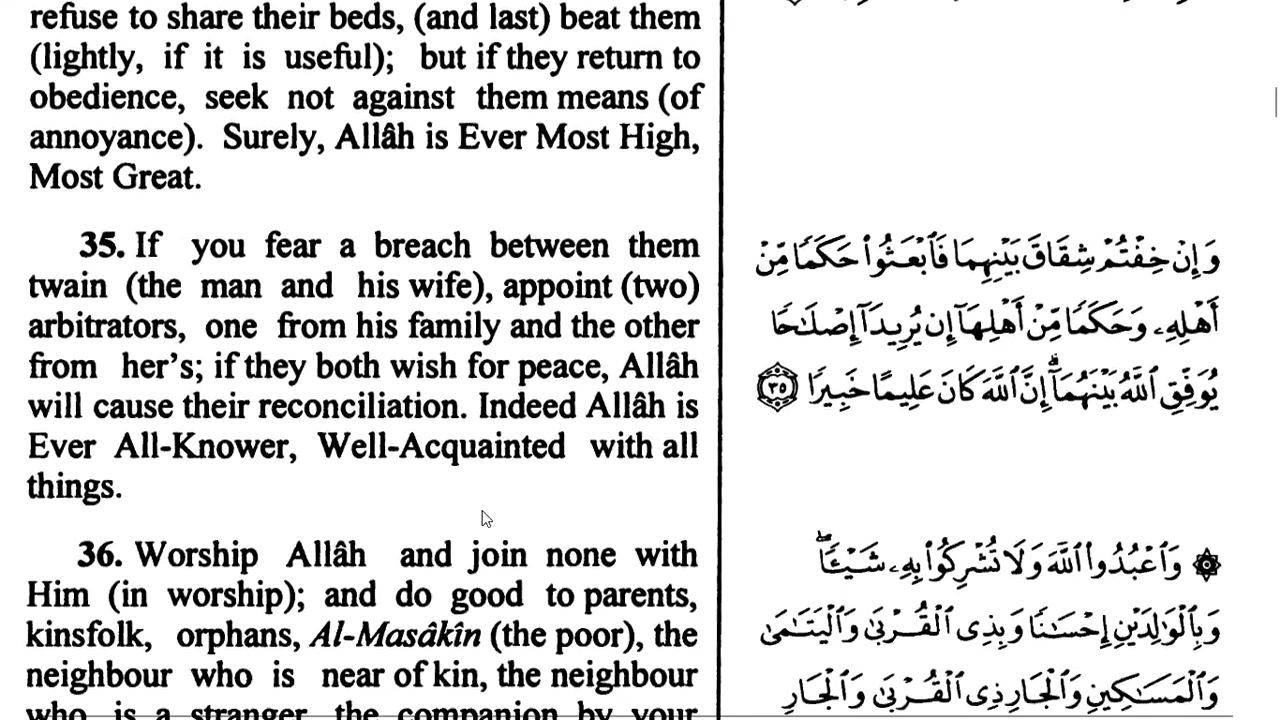 refuse to share their beds, (and last) beat them
(lightly, if it is useful); but if they return to
obedience, seek not against them means (of
annoyance). Surely, Allâh is Ever Most High,
Most Great.
35. If you fear a breach between them
twain (the man and his wife), appoint (two)
arbitrators, one from his family and the other
from her's; if they both wish for peace, Allâh
will cause their reconciliation. Indeed Allâh is
Ever All-Knower, Well-Acquainted with all
things.
36. Worship Allâh and join none with
Him (in worship); and do good to parents,
kinsfolk, orphans, Al-Masâkîn (the poor), the
neighbour who is near of kin, the neighbour
who is a stranger, the companion by your
وَإِنْ خِفْتُمْ شِقَاقَ بَيْنِهِمَا فَٱبْعَثُوا۟ حَكَمًا مِّنْ
أَهْلِهِۦ وَحَكَمًا مِّنْ أَهْلِهَآ إِن يُرِيدَآ إِصْلَـٰحًا
يُوَفِّقِ ٱللَّهُ بَيْنَهُمَآ ۗ إِنَّ ٱللَّهَ كَانَ عَلِيمًا خَبِيرًا ٣٥
۞ وَٱعْبُدُوا۟ ٱللَّهَ وَلَا تُشْرِكُوا۟ بِهِۦ شَيْـًٔا ۖ
وَبِٱلْوَٰلِدَيْنِ إِحْسَـٰنًا وَبِذِى ٱلْقُرْبَىٰ وَٱلْيَتَـٰمَىٰ
وَٱلْمَسَـٰكِينِ وَٱلْجَارِ ذِى ٱلْقُرْبَىٰ وَٱلْجَارِ